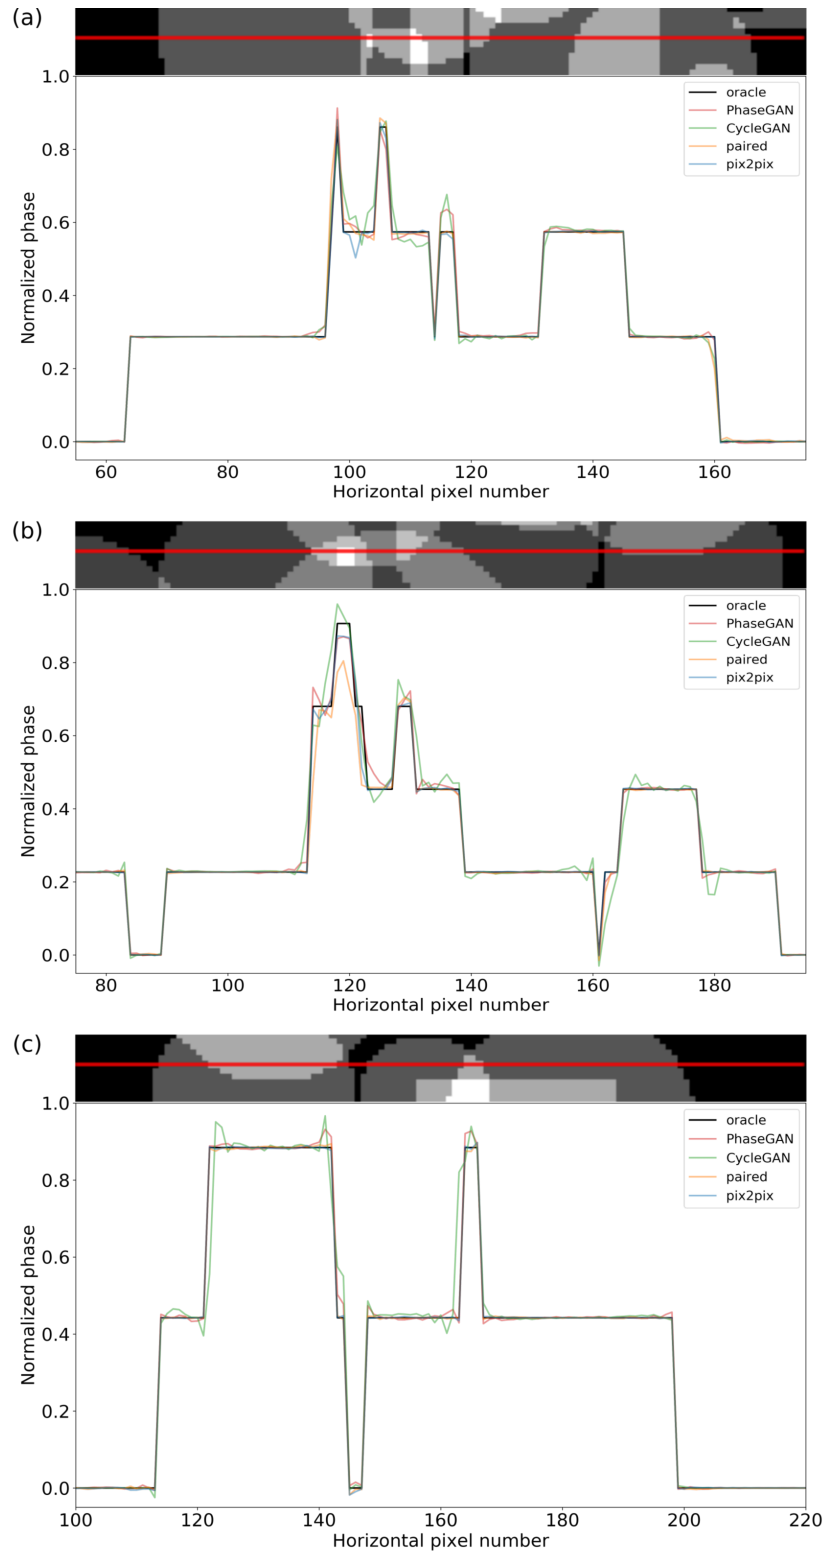 (a)
1.0
0.8
0.6
0.4
0.2
0.0
Normalized phase
oracle
PhaseGAN
CycleGAN
paired
pix2pix
60 80 100 120 140 160
Horizontal pixel number
(b)
1.0
0.8
0.6
0.4
0.2
0.0
Normalized phase
oracle
PhaseGAN
CycleGAN
paired
pix2pix
80 100 120 140 160 180
Horizontal pixel number
(c)
1.0
0.8
0.6
0.4
0.2
0.0
Normalized phase
oracle
PhaseGAN
CycleGAN
paired
pix2pix
100 120 140 160 180 200 220
Horizontal pixel number